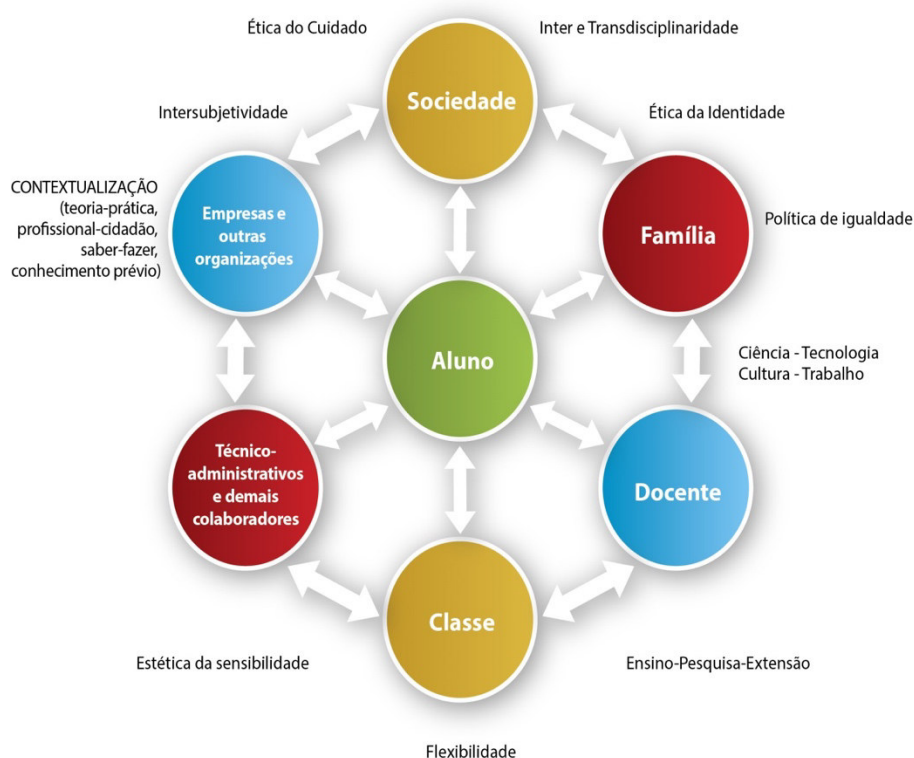 Ética do Cuidado
Inter e Transdisciplinaridade
Sociedade
Intersubjetividade
Ética da Identidade
CONTEXTUALIZAÇÃO
(teoria-prática,
profissional-cidadão,
saber-fazer,
conhecimento prévio)
Empresas e
outras
organizações
Família
Política de igualdade
Aluno
Ciência - Tecnologia
Cultura - Trabalho
Técnico-
administrativos
e demais
colaboradores
Docente
Classe
Estética da sensibilidade
Ensino-Pesquisa-Extensão
Flexibilidade